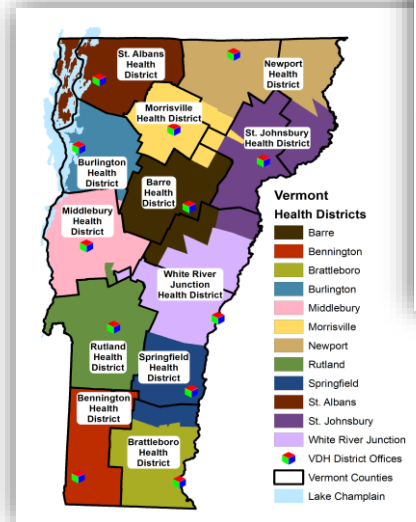 St. Albans
Health
District
Newport
Health
District
Morrisville
Health District
St. Johnsbury
Health District
Burlington
Health
District
Barre
Health
District
Middlebury
Health
District
White River
Junction
Health District
Rutland
Health
District
Springfield
Health
District
Bennington
Health
District
Brattleboro
Health
District
Vermont
Health Districts
Barre
Bennington
Brattleboro
Burlington
Middlebury
Morrisville
Newport
Rutland
Springfield
St. Albans
St. Johnsbury
White River Junction
VDH District Offices
Vermont Counties
Lake Champlain